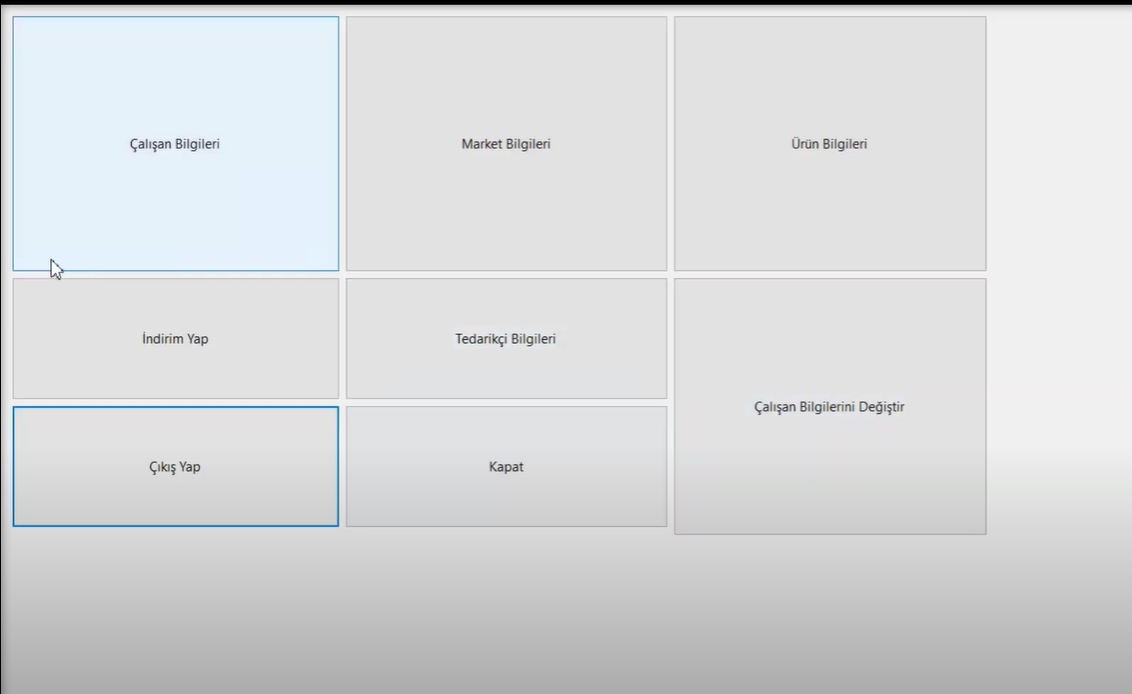 Çalışan Bilgileri
Market Bilgileri
Ürün Bilgileri
İndirim Yap
Tedarikçi Bilgileri
Çalışan Bilgilerini Değiştir
Çıkış Yap
Kapat